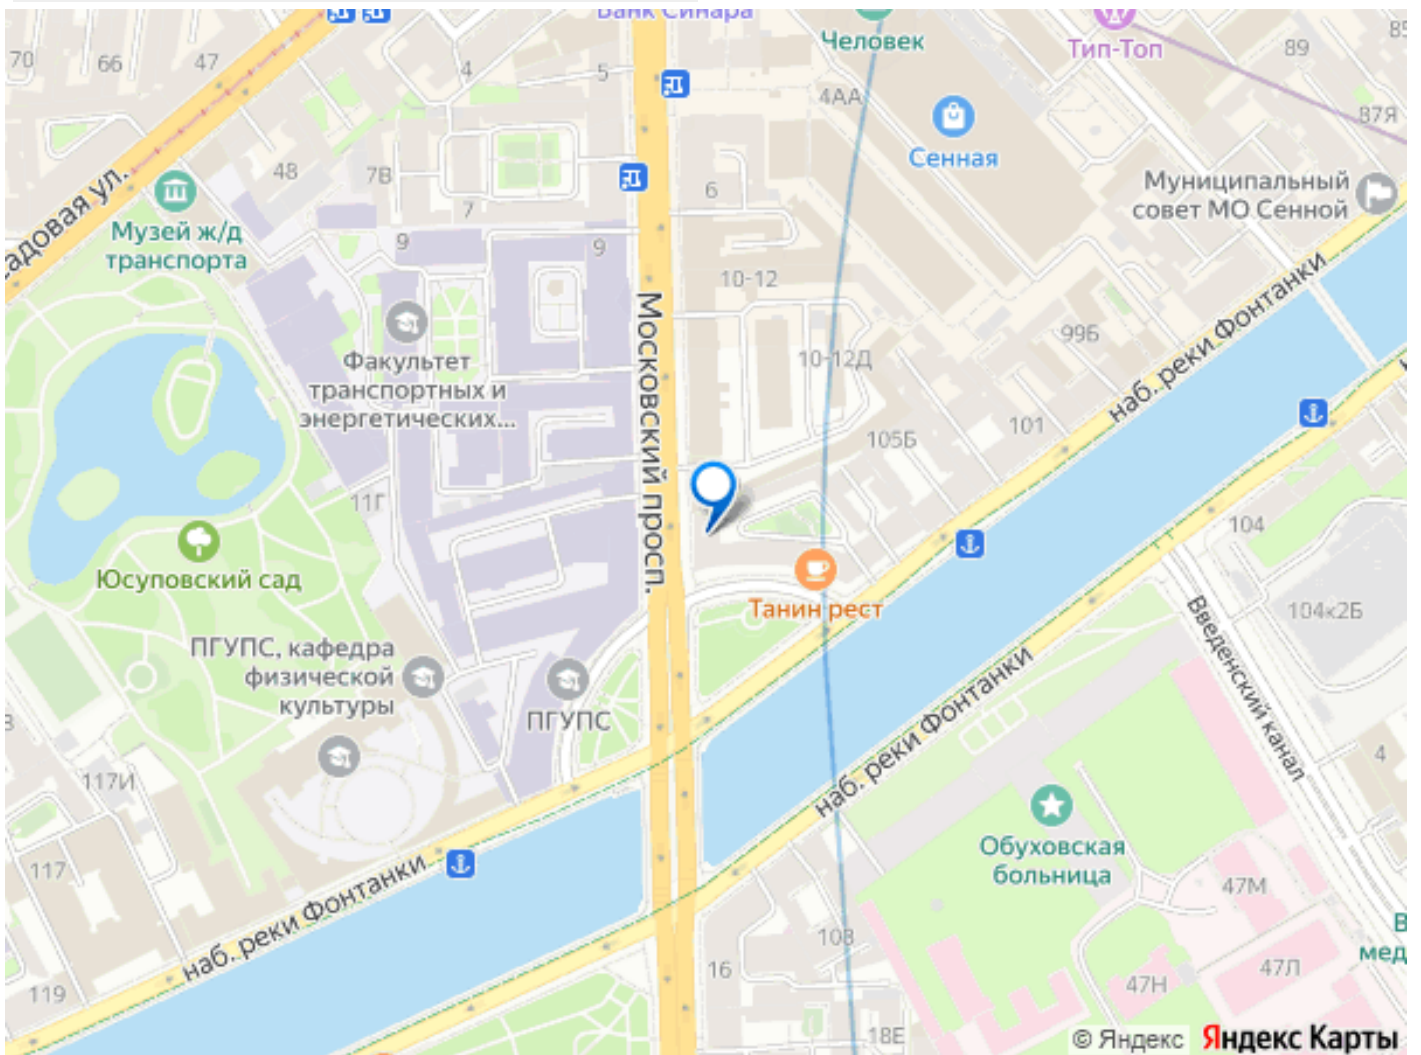 Банк Синара
Человек
Тип-Топ
89
85
70
66
47
4
5
4АА
87Я
Сенная
48
7В
7
6
Муниципальный
совет МО Сенной
Садовая ул.
Музей ж/д
транспорта
9
9
10-12
Московский просп.
наб. реки Фонтанки
99Б
Факультет
транспортных и
энергетических...
10-12Д
101
105Б
11Г
104
Юсуповский сад
Танин рест
104к2Б
Введенский канал
ПГУПС, кафедра
физической
культуры
ПГУПС
наб. реки Фонтанки
4
117И
Обуховская
больница
117
47М
наб. реки Фонтанки
10В
В
мед
16
47Л
47Н
119
18Е
© Яндекс
Яндекс Карты